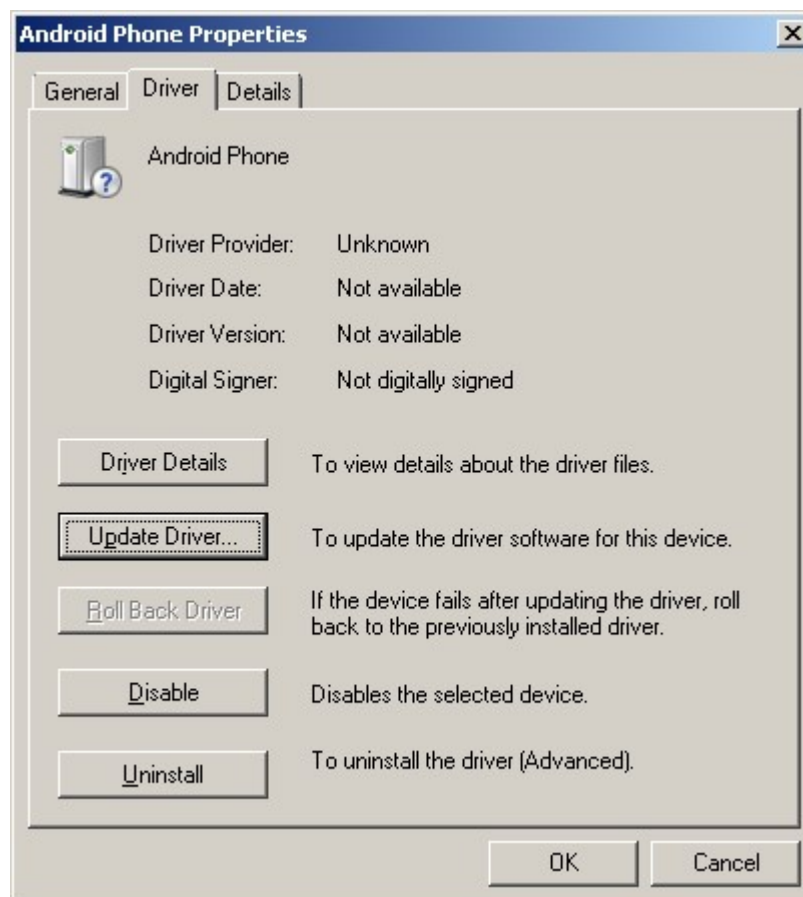 Android Phone Properties
General Driver Details
Android Phone
Driver Provider: Unknown
Driver Date: Not available
Driver Version: Not available
Digital Signer: Not digitally signed
Driver Details To view details about the driver files.
Update Driver... To update the driver software for this device.
Roll Back Driver If the device fails after updating the driver, roll
back to the previously installed driver.
Disable Disables the selected device.
Uninstall To uninstall the driver (Advanced).
OK Cancel